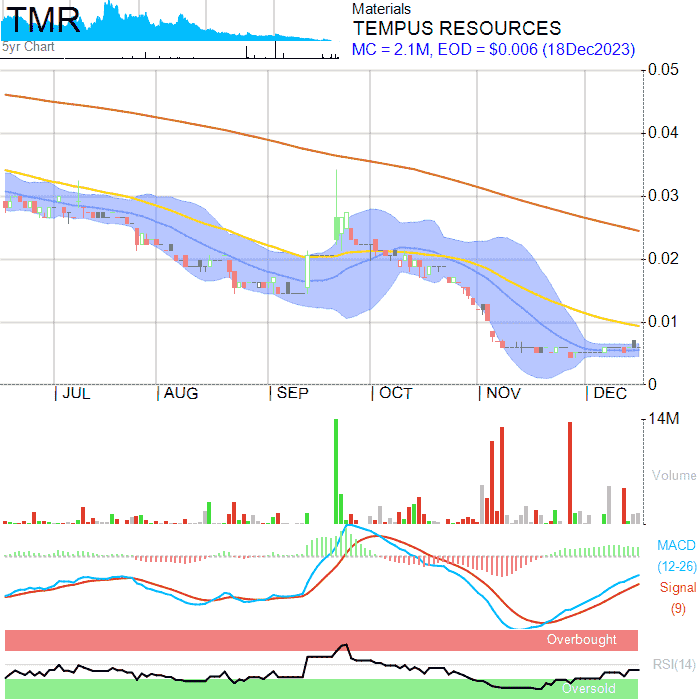 TMR
5yr Chart
Materials
TEMPUS RESOURCES
MC = 2.1M, EOD = $0.006 (18Dec2023)
0.05
0.04
0.03
0.02
0.01
0
JUL
AUG
SEP
OCT
NOV
DEC
14M
Volume
MACD
(12-26)
Signal
(9)
Overbought
RSI(14)
Oversold